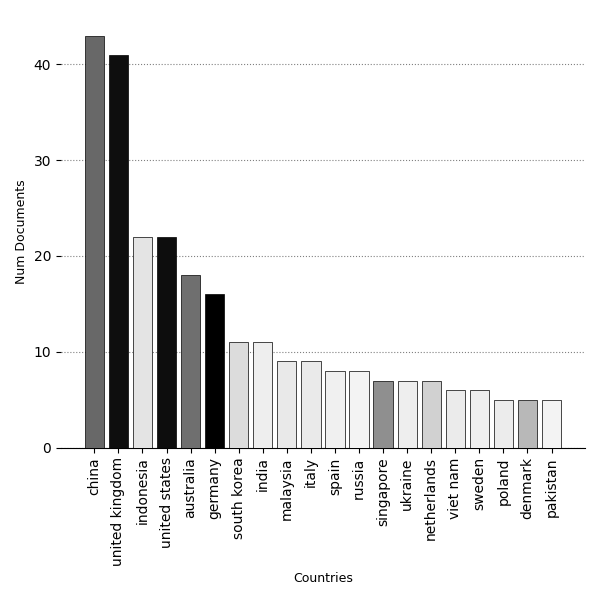 Num Documents
40
30
20
10
0
china
united kingdom
indonesia
united states
australia
germany
south korea
india
malaysia
italy
spain
russia
singapore
ukraine
netherlands
viet nam
sweden
poland
denmark
pakistan
Countries